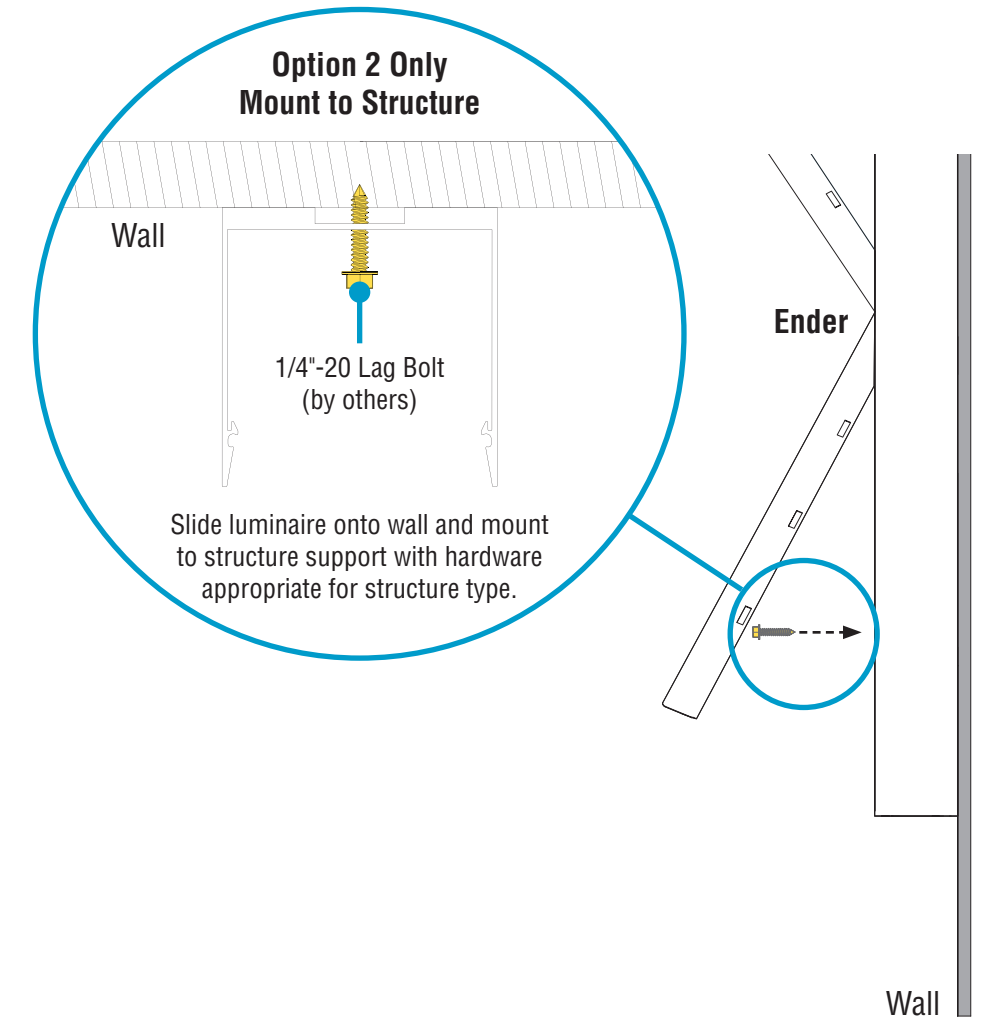 Option 2 Only
Mount to Structure
Wall
1/4"-20 Lag Bolt
(by others)
Slide luminaire onto wall and mount
to structure support with hardware
appropriate for structure type.
Ender
Wall